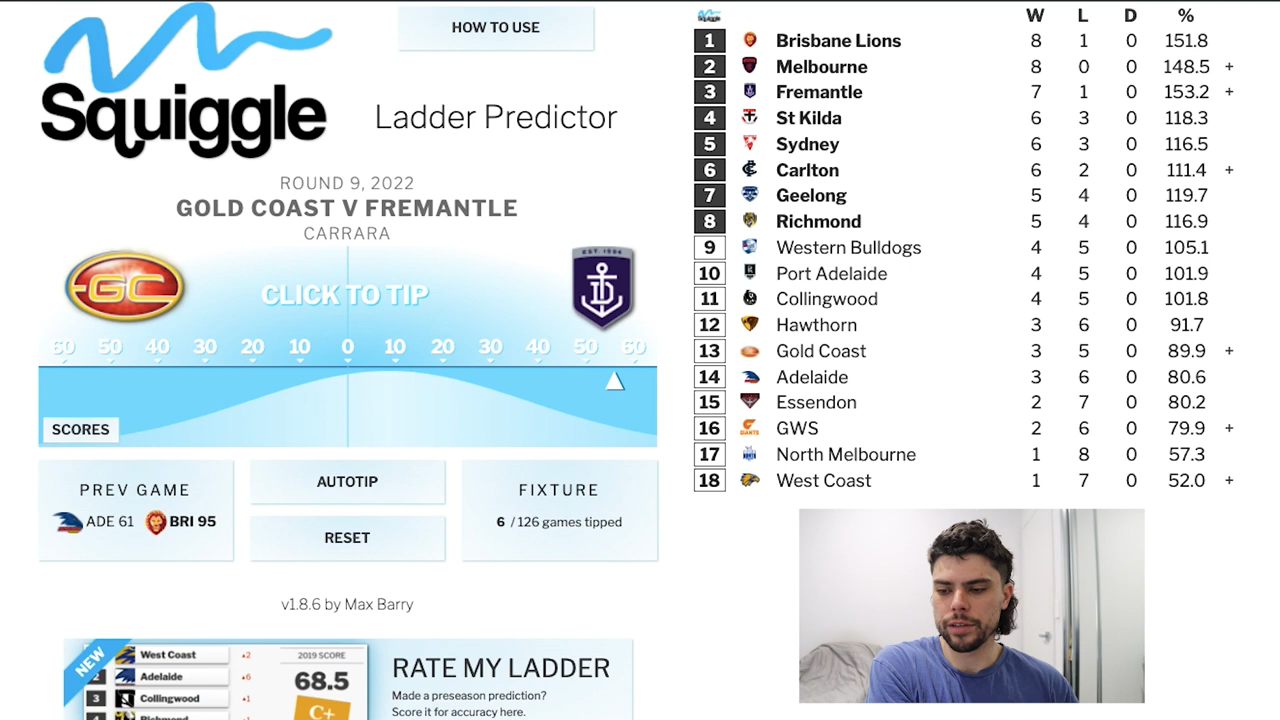 HOW TO USE
Squiggle
Ladder Predictor
ROUND 9, 2022
GOLD COAST V FREMANTLE
CARRARA
GC
CLICK TO TIP
EST 1994
60 50 40 30 20 10 0 10 20 30 40 50 60
SCORES
PREV GAME
ADE 61 BRI 95
AUTOTIP
RESET
FIXTURE
6 / 126 games tipped
v1.8.6 by Max Barry
NEW
West Coast ▲2
2 Adelaide ▲6
3 Collingwood ▲1
Richmond
2019 SCORE
68.5
C+
RATE MY LADDER
Made a preseason prediction?
Score it for accuracy here.
Squiggle W L D %
1 Brisbane Lions 8 1 0 151.8
2 Melbourne 8 0 0 148.5 +
3 Fremantle 7 1 0 153.2 +
4 St Kilda 6 3 0 118.3
5 Sydney 6 3 0 116.5
6 Carlton 6 2 0 111.4 +
7 Geelong 5 4 0 119.7
8 Richmond 5 4 0 116.9
9 Western Bulldogs 4 5 0 105.1
10 Port Adelaide 4 5 0 101.9
11 Collingwood 4 5 0 101.8
12 Hawthorn 3 6 0 91.7
13 Gold Coast 3 5 0 89.9 +
14 Adelaide 3 6 0 80.6
15 Essendon 2 7 0 80.2
16 GWS 2 6 0 79.9 +
17 North Melbourne 1 8 0 57.3
18 West Coast 1 7 0 52.0 +